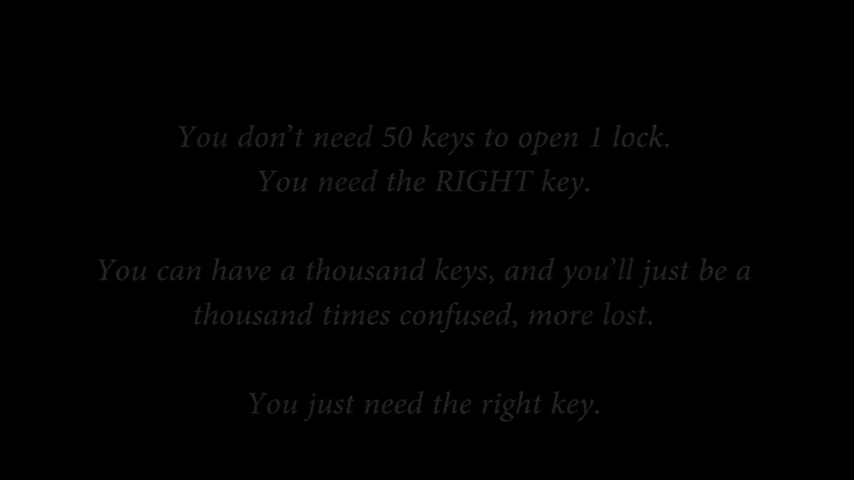 You don’t need 50 keys to open 1 lock.
You need the RIGHT key.
You can have a thousand keys, and you’ll just be a
thousand times confused, more lost.
You just need the right key.